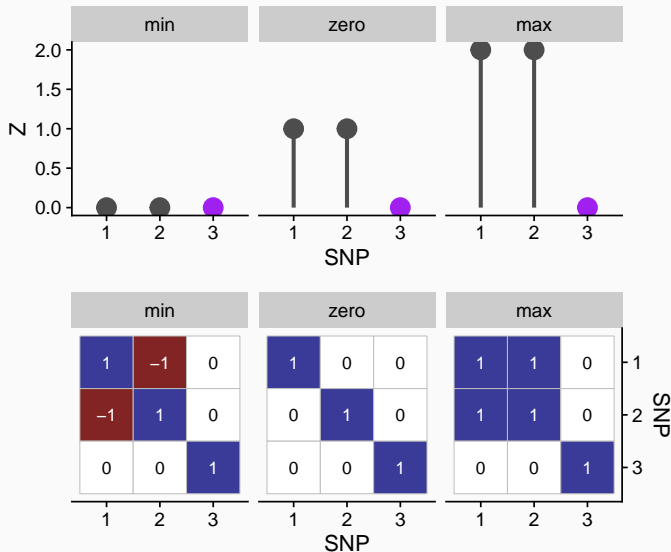 min zero max
2.0
1.5
1.0
0.5
0.0
Z
1 2 3 1 2 3 1 2 3
SNP
min zero max
1 −1 0 1 0 0 1 1 0 1
−1 1 0 0 1 0 1 1 0 2
0 0 1 0 0 1 0 0 1 3
SNP
1 2 3 1 2 3 1 2 3
SNP